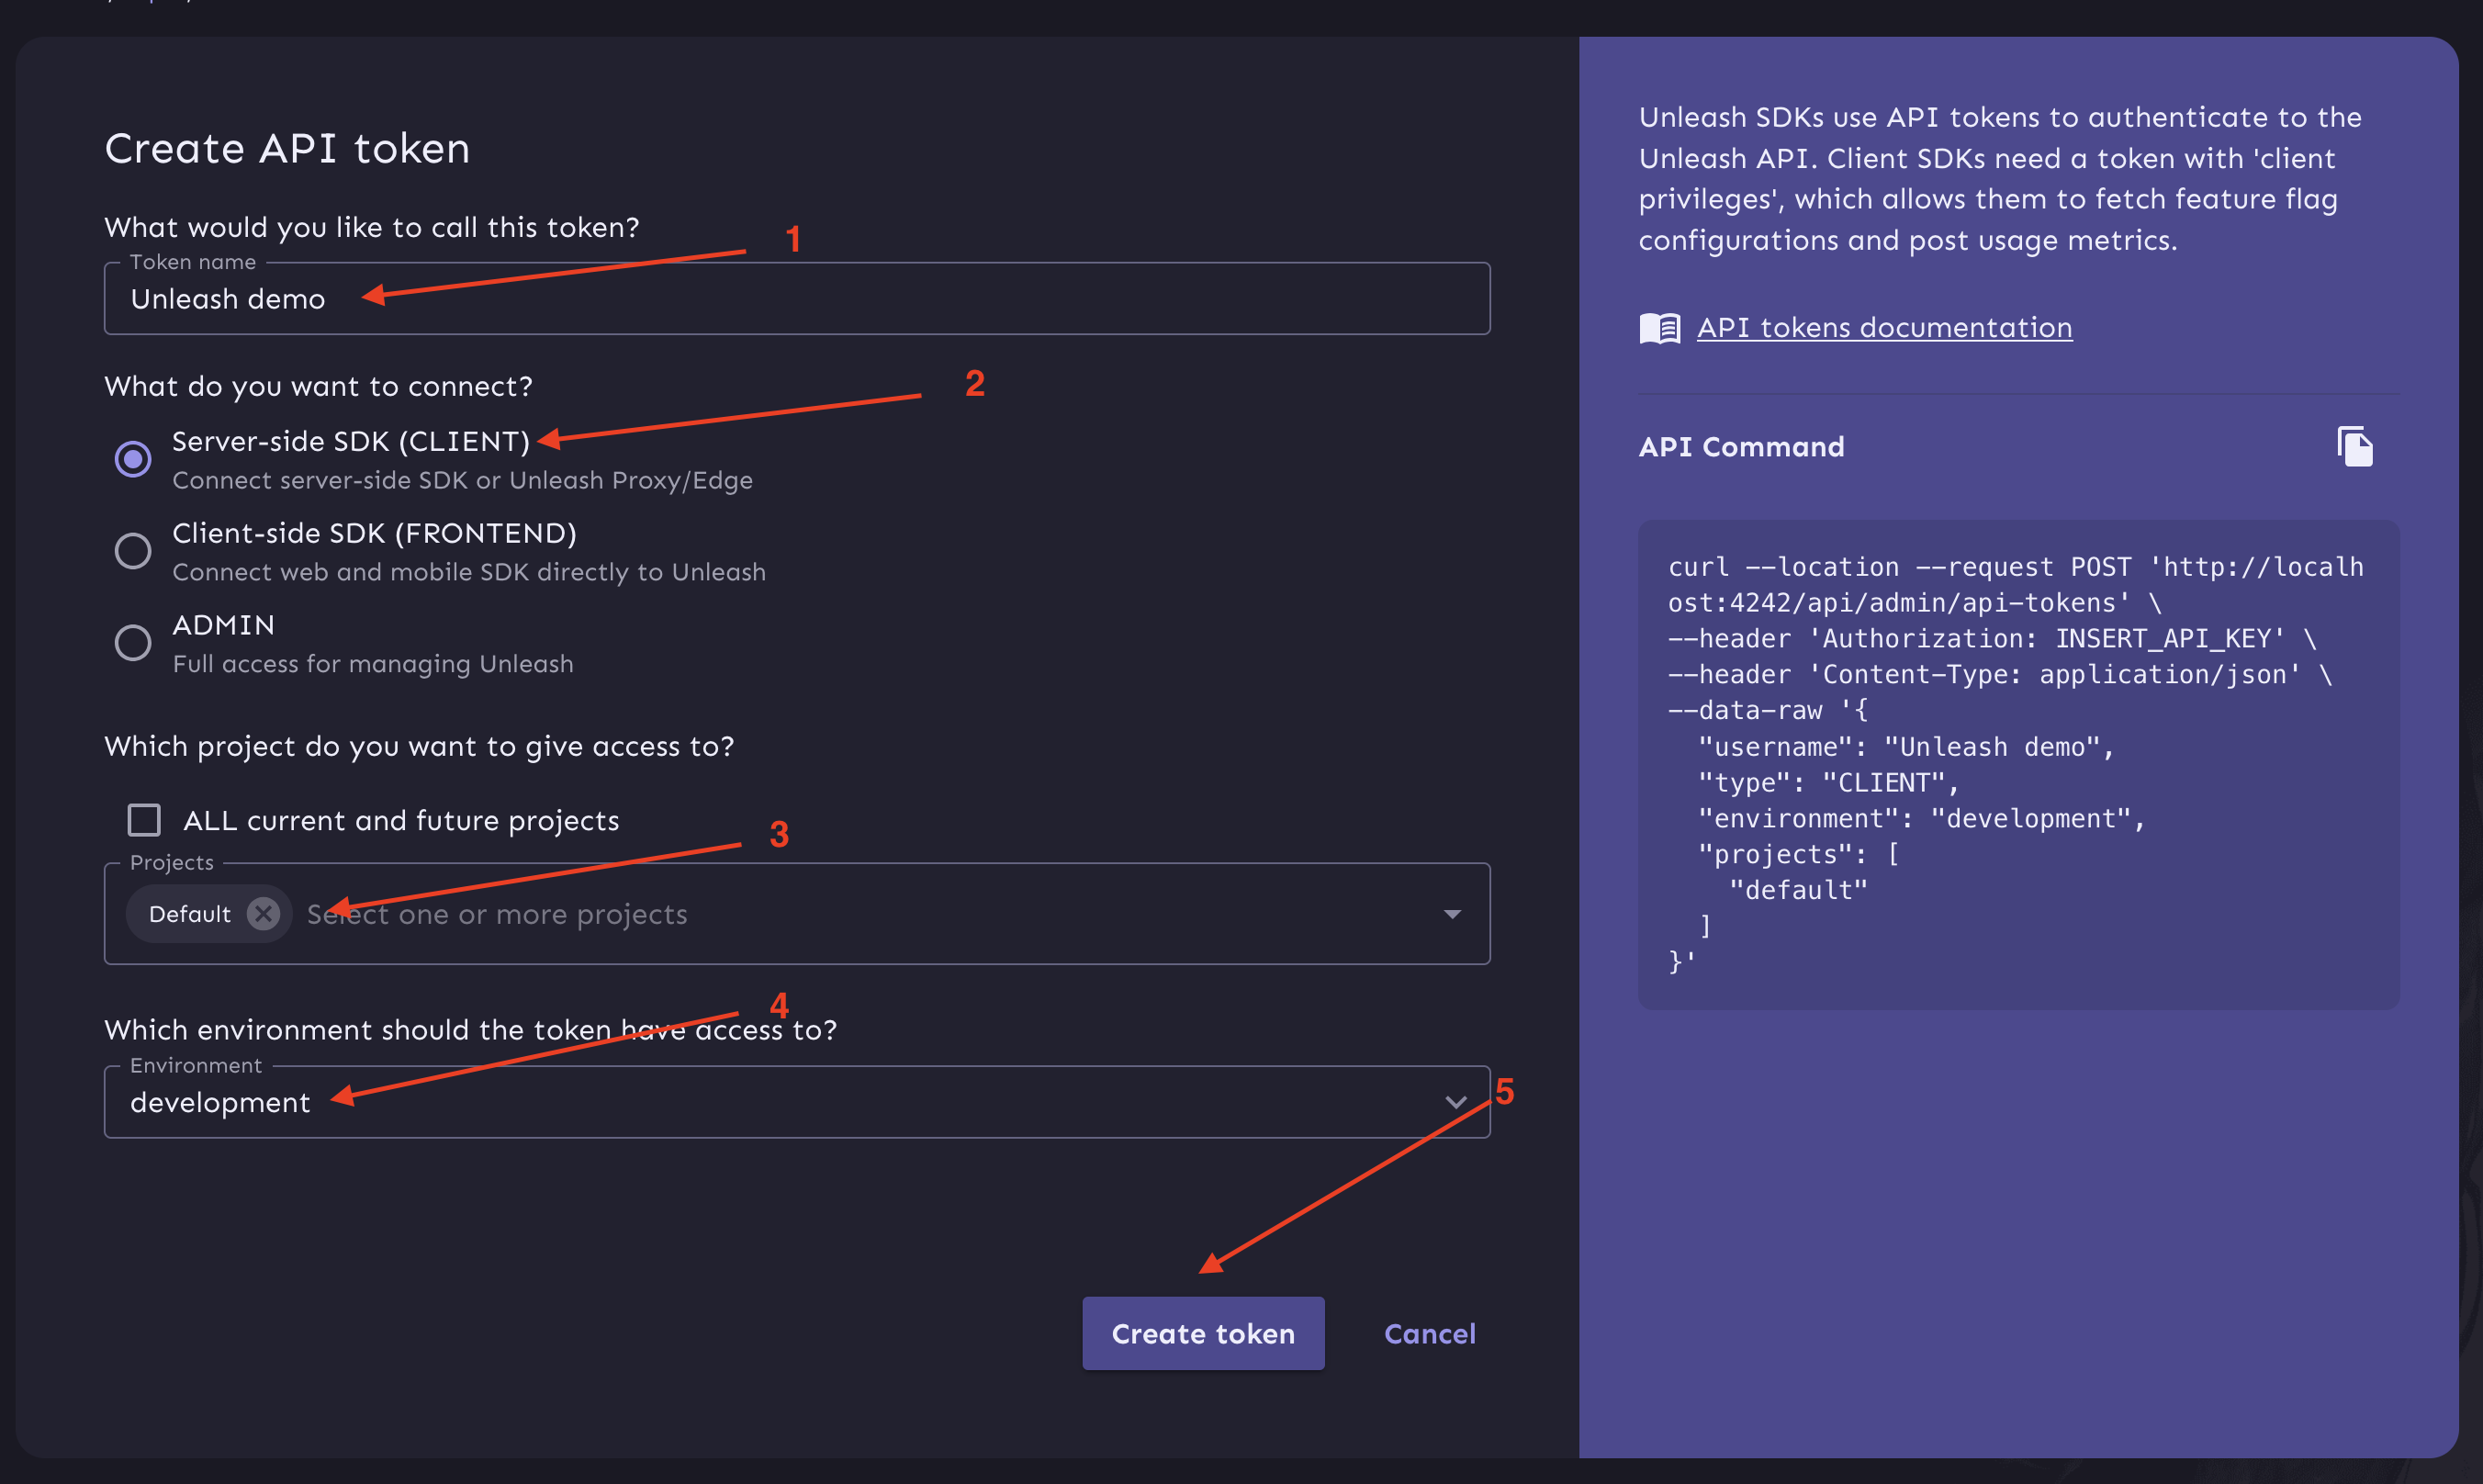 Create API token
What would you like to call this token?
1
Token name
Unleash demo
What do you want to connect?
2
Server-side SDK (CLIENT)
Connect server-side SDK or Unleash Proxy/Edge
Client-side SDK (FRONTEND)
Connect web and mobile SDK directly to Unleash
ADMIN
Full access for managing Unleash
Which project do you want to give access to?
ALL current and future projects
3
Projects
Default Select one or more projects
4
Which environment should the token have access to?
Environment
development
5
Create token
Cancel
Unleash SDKs use API tokens to authenticate to the
Unleash API. Client SDKs need a token with 'client
privileges', which allows them to fetch feature flag
configurations and post usage metrics.
API tokens documentation
API Command
curl --location --request POST 'http://localh
ost:4242/api/admin/api-tokens' \
--header 'Authorization: INSERT_API_KEY' \
--header 'Content-Type: application/json' \
--data-raw '{
"username": "Unleash demo",
"type": "CLIENT",
"environment": "development",
"projects": [
"default"
]
}'